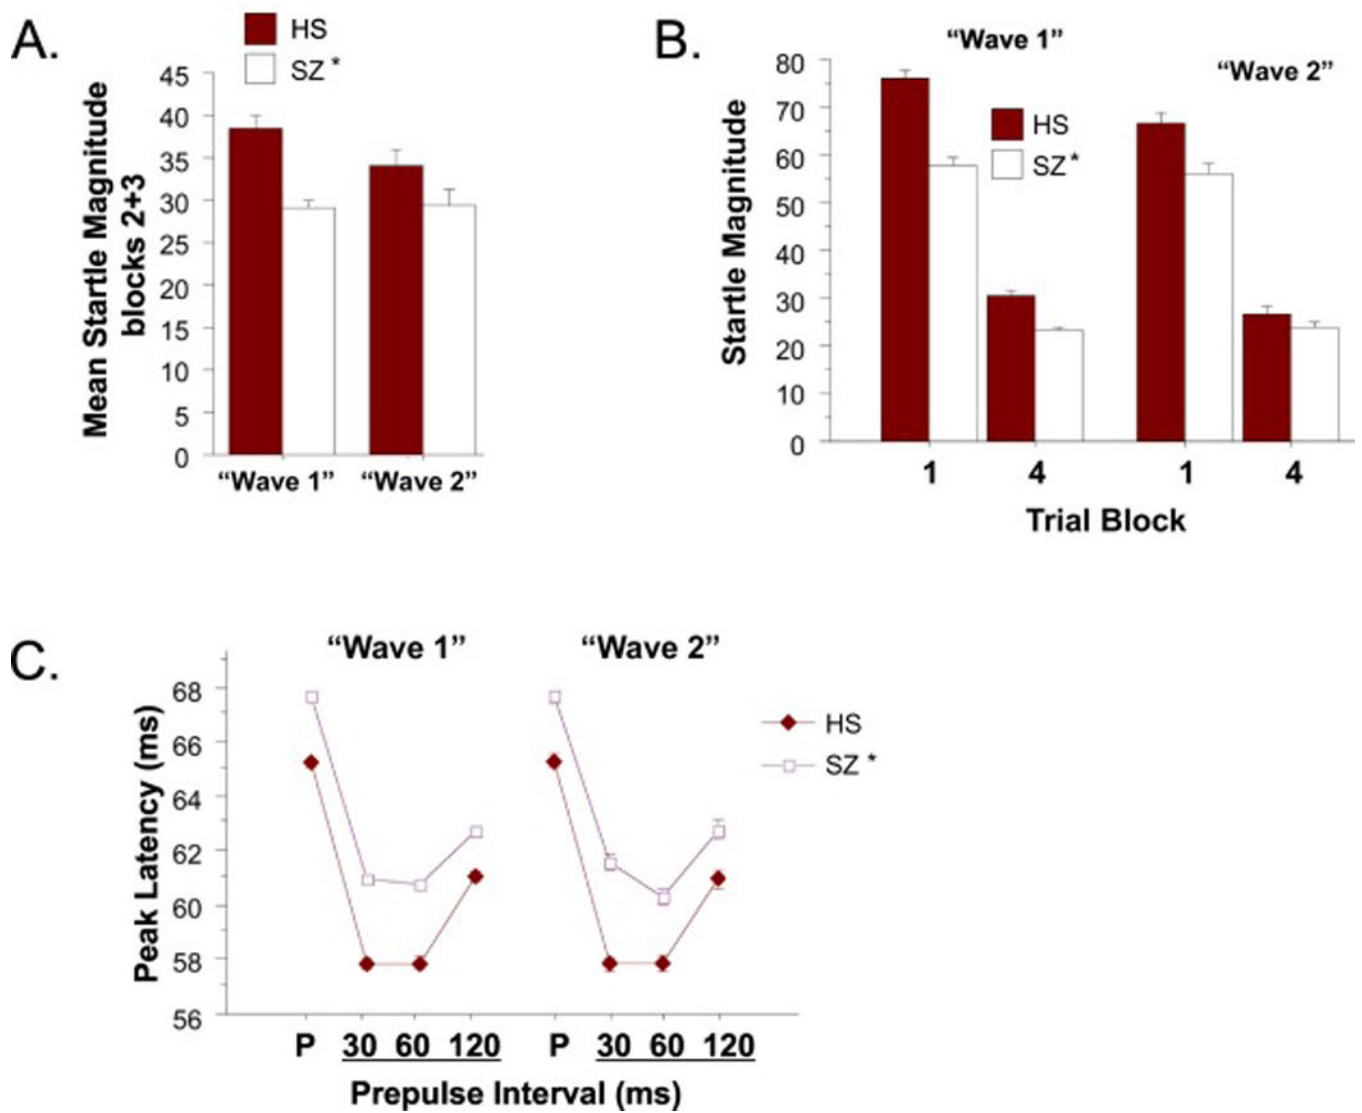 A.
HS
SZ *
Mean Startle Magnitude
blocks 2+3
45
40
35
30
25
20
15
10
5
0
“Wave 1” “Wave 2”
B.
“Wave 1”
“Wave 2”
HS
SZ *
Startle Magnitude
80
70
60
50
40
30
20
10
0
1 4 1 4
Trial Block
C.
“Wave 1” “Wave 2”
HS
SZ *
Peak Latency (ms)
68
66
64
62
60
58
56
P 30 60 120 P 30 60 120
Prepulse Interval (ms)